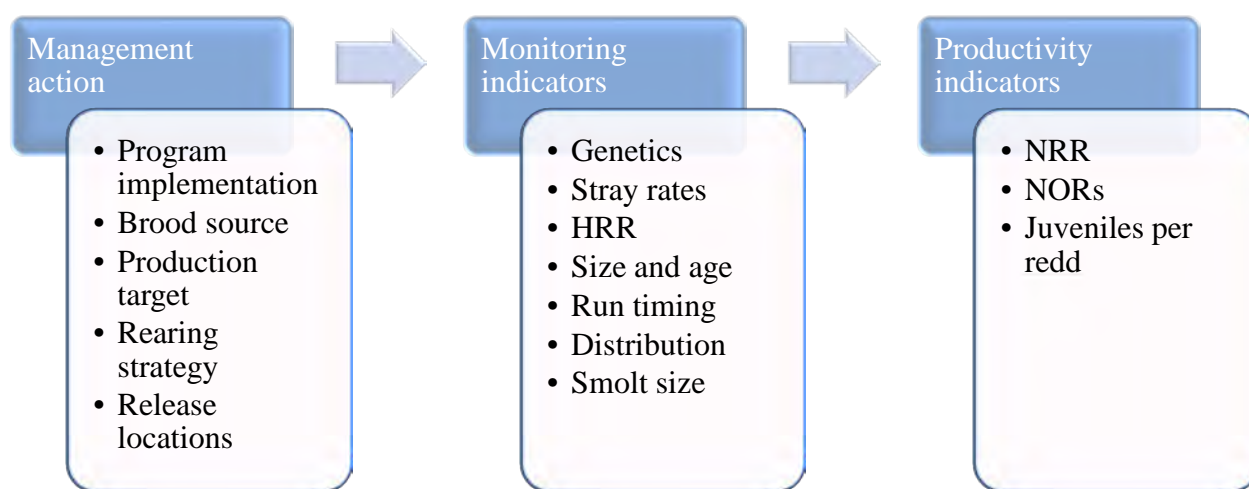 Management
action
• Program
implementation
• Brood source
• Production
target
• Rearing
strategy
• Release
locations
Monitoring
indicators
• Genetics
• Stray rates
• HRR
• Size and age
• Run timing
• Distribution
• Smolt size
Productivity
indicators
• NRR
• NORs
• Juveniles per
redd